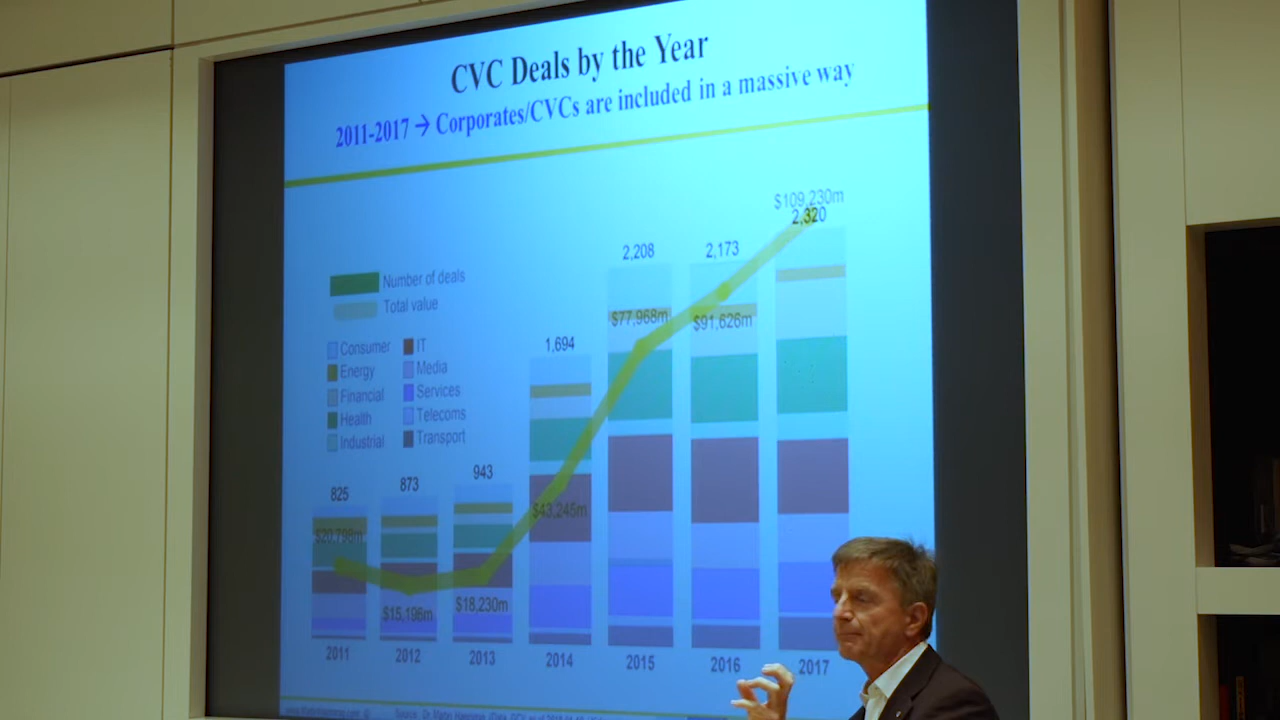 CVC Deals by the Year
2011-2017 → Corporates/CVCs are included in a massive way
$109,230m
2,320
2,208
2,173
Number of deals
Total value
$77,968m
$91,626m
1,694
Consumer
IT
Energy
Media
Financial
Services
Health
Telecoms
Industrial
Transport
943
873
825
$43,245m
$20,798m
$15,196m
$18,230m
2011
2012
2013
2014
2015
2016
2017
Source